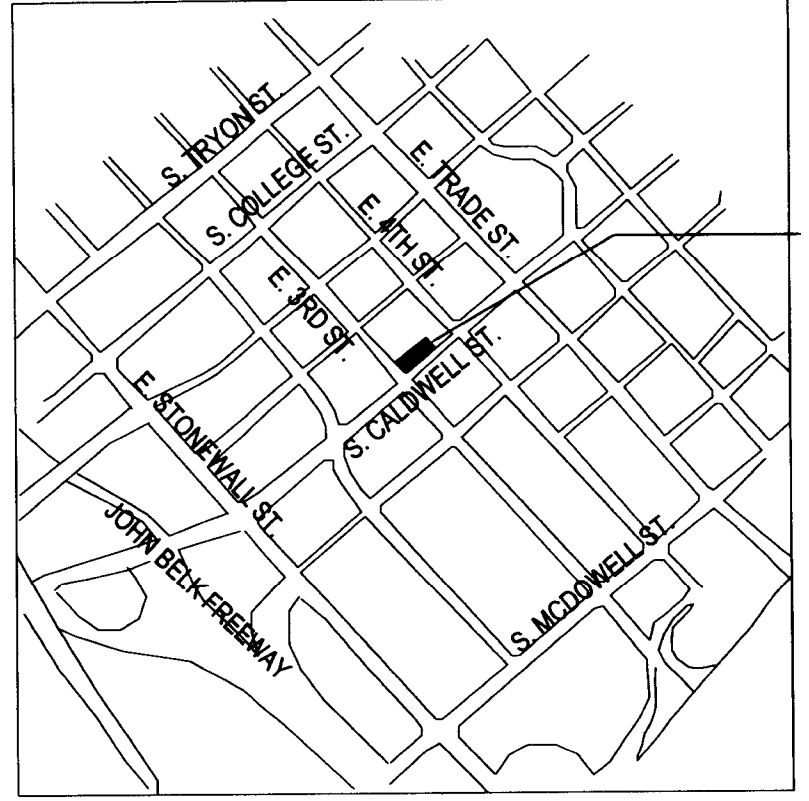 S. TRYON ST.
S. COLLEGE ST.
E. TRADE ST.
E. 4TH ST.
E. 3RD ST.
S. CALDWELL ST.
E. STONEWALL ST.
JOHN BELK FREEWAY
S. MCDOWELL ST.